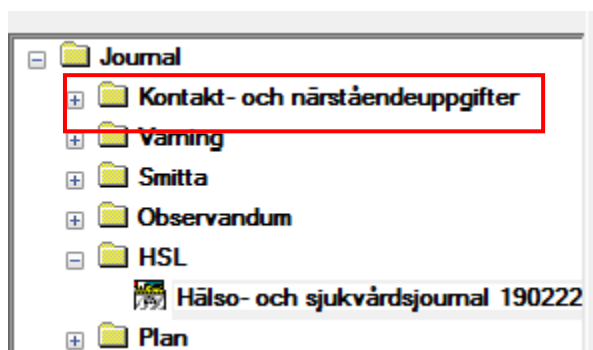 Journal
Kontakt- och närståendeuppgifter
Varning
Smitta
Observandum
HSL
Hälso- och sjukvårdsjournal 190222
Plan